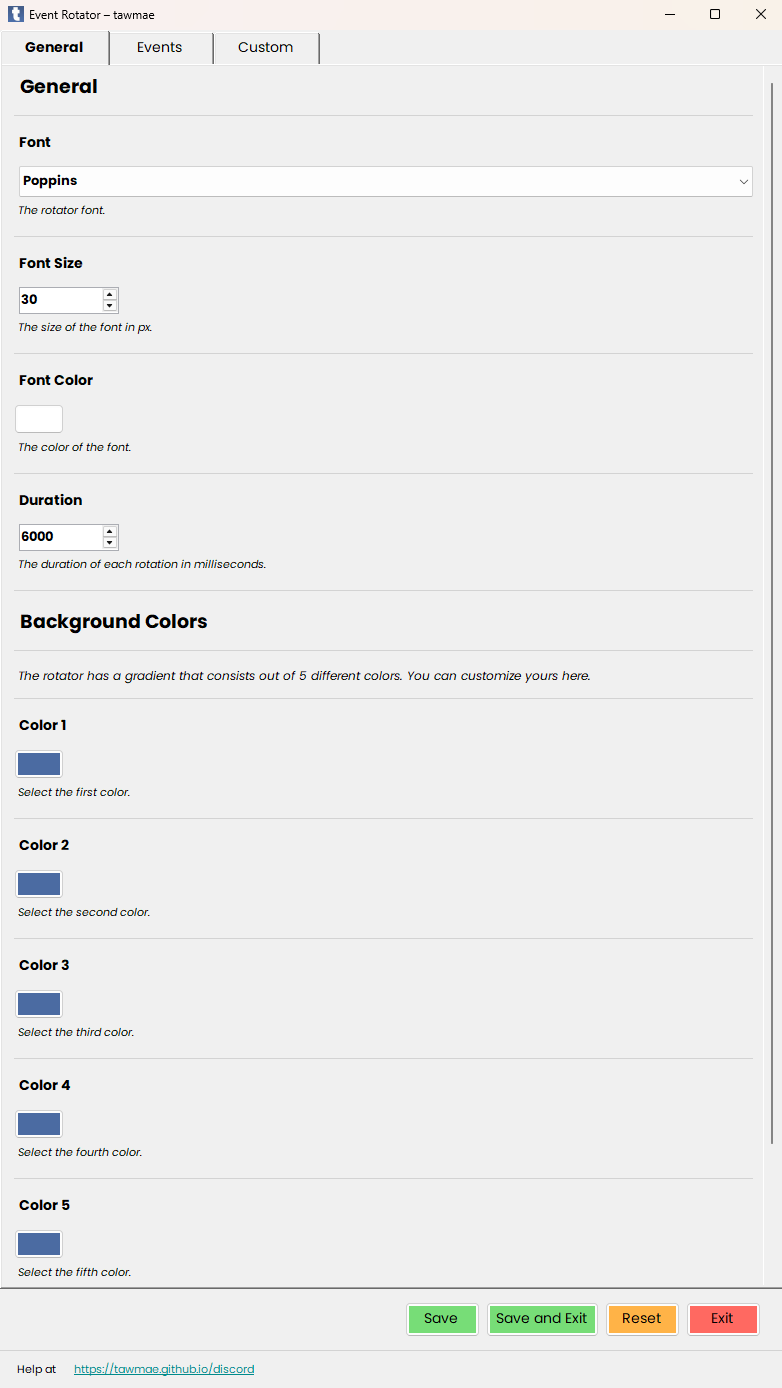 Event Rotator – tawmae
General
Events
Custom
General
Font
Poppins
The rotator font.
Font Size
30
The size of the font in px.
Font Color
The color of the font.
Duration
6000
The duration of each rotation in milliseconds.
Background Colors
The rotator has a gradient that consists out of 5 different colors. You can customize yours here.
Color 1
Select the first color.
Color 2
Select the second color.
Color 3
Select the third color.
Color 4
Select the fourth color.
Color 5
Select the fifth color.
Save
Save and Exit
Reset
Exit
Help at https://tawmae.github.io/discord